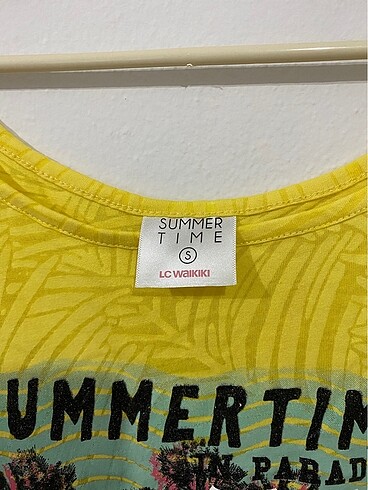 SUMMER
TIME
S
LC WAIKIKI
UMMERTIM
IN PARAD